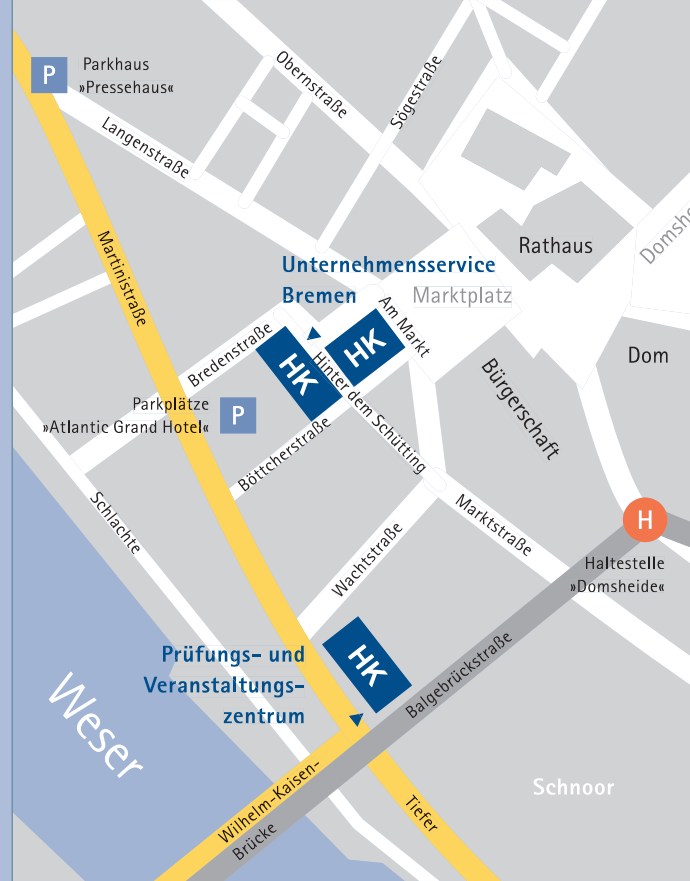 P
Parkhaus
»Pressehaus«
Obernstraße
Sögestraße
Langenstraße
Martinistraße
Rathaus
Domshe
Unternehmensservice
Bremen
Marktplatz
Am Markt
Dom
Bredenstraße
HK
HK
Hinter dem Schütting
Bürgerschaft
Parkplätze
»Atlantic Grand Hotel«
P
Böttcherstraße
Schlachte
Marktstraße
H
Haltestelle
»Domsheide«
Wachtstraße
Prüfungs- und
Veranstaltungs-
zentrum
HK
Balgebrückstraße
Weser
Wilhelm-Kaisen-
Brücke
Tiefer
Schnoor